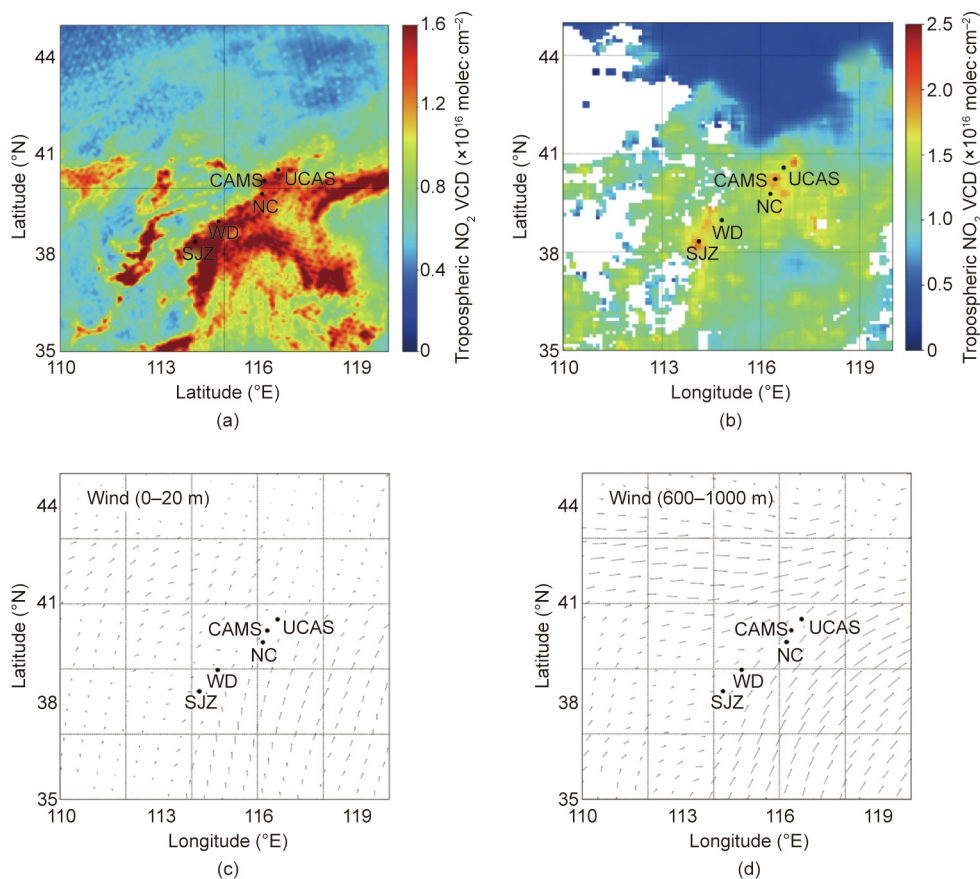 44
41
38
35
110
113
116
119
Latitude (°N)
Latitude (°E)
CAMS
UCAS
NC
WD
SJZ
1.6
1.2
0.8
0.4
0
Tropospheric NO₂ VCD (×10¹⁶ molec·cm⁻²)
(a)
44
41
38
35
110
113
116
119
Latitude (°N)
Longitude (°E)
CAMS
UCAS
NC
WD
SJZ
2.5
2.0
1.5
1.0
0.5
0
Tropospheric NO₂ VCD (×10¹⁶ molec·cm⁻²)
(b)
Wind (0–20 m)
44
41
38
35
110
113
116
119
Latitude (°N)
Longitude (°E)
CAMS
UCAS
NC
WD
SJZ
(c)
Wind (600–1000 m)
44
41
38
35
110
113
116
119
Latitude (°N)
Longitude (°E)
CAMS
UCAS
NC
WD
SJZ
(d)